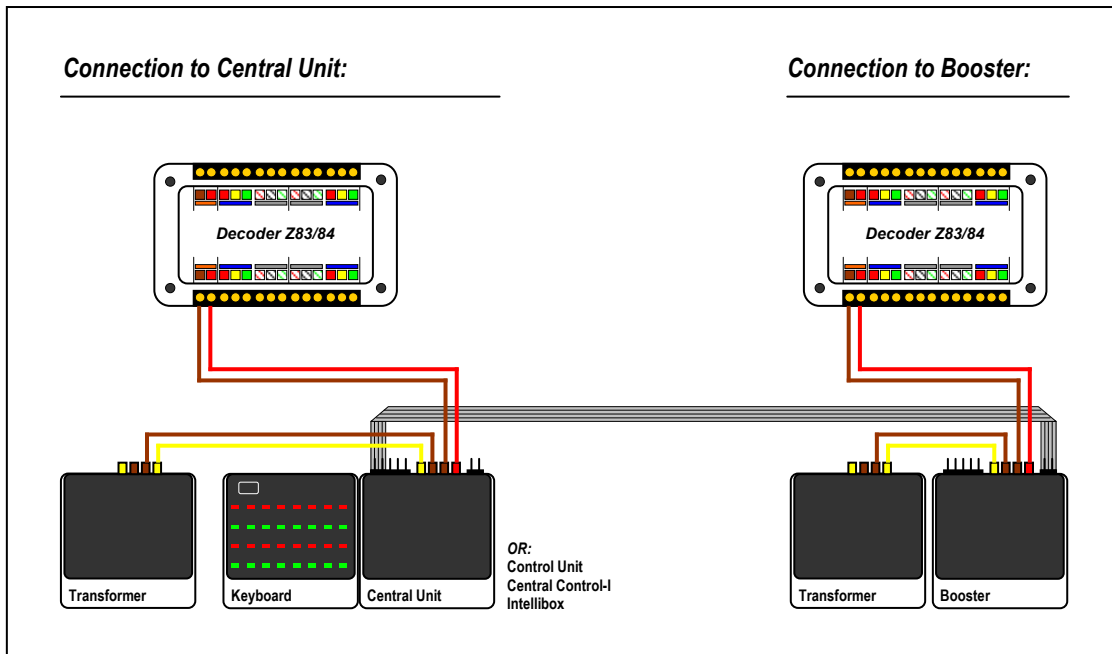 Connection to Central Unit:
Connection to Booster:
Decoder Z83/84
Decoder Z83/84
Transformer
Keyboard
Central Unit
OR:
Control Unit
Central Control-I
Intellibox
Transformer
Booster